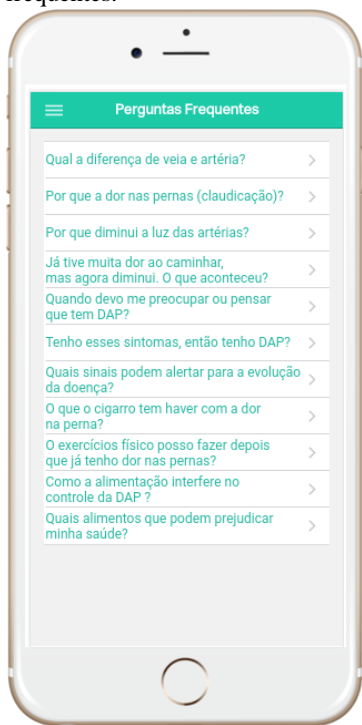 frequentes.
Perguntas Frequentes
Qual a diferença de veia e artéria?
Por que a dor nas pernas (claudicação)?
Por que diminui a luz das artérias?
Já tive muita dor ao caminhar,
mas agora diminui. O que aconteceu?
Quando devo me preocupar ou pensar
que tem DAP?
Tenho esses sintomas, então tenho DAP?
Quais sinais podem alertar para a evolução
da doença?
O que o cigarro tem haver com a dor
na perna?
O exercícios físico posso fazer depois
que já tenho dor nas pernas?
Como a alimentação interfere no
controle da DAP ?
Quais alimentos que podem prejudicar
minha saúde?